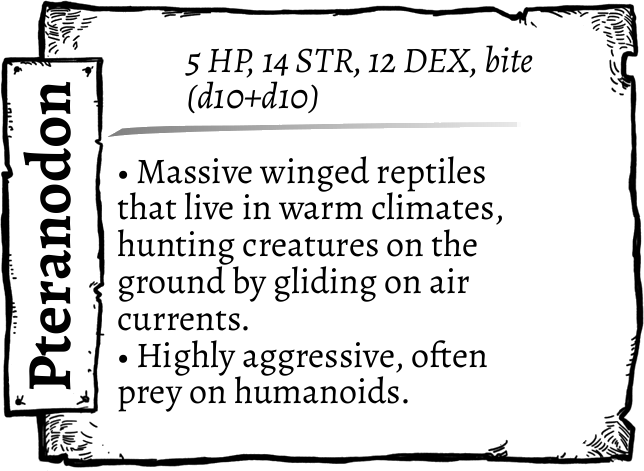 Pteranodon
5 HP, 14 STR, 12 DEX, bite
(d10+d10)
• Massive winged reptiles
that live in warm climates,
hunting creatures on the
ground by gliding on air
currents.
• Highly aggressive, often
prey on humanoids.